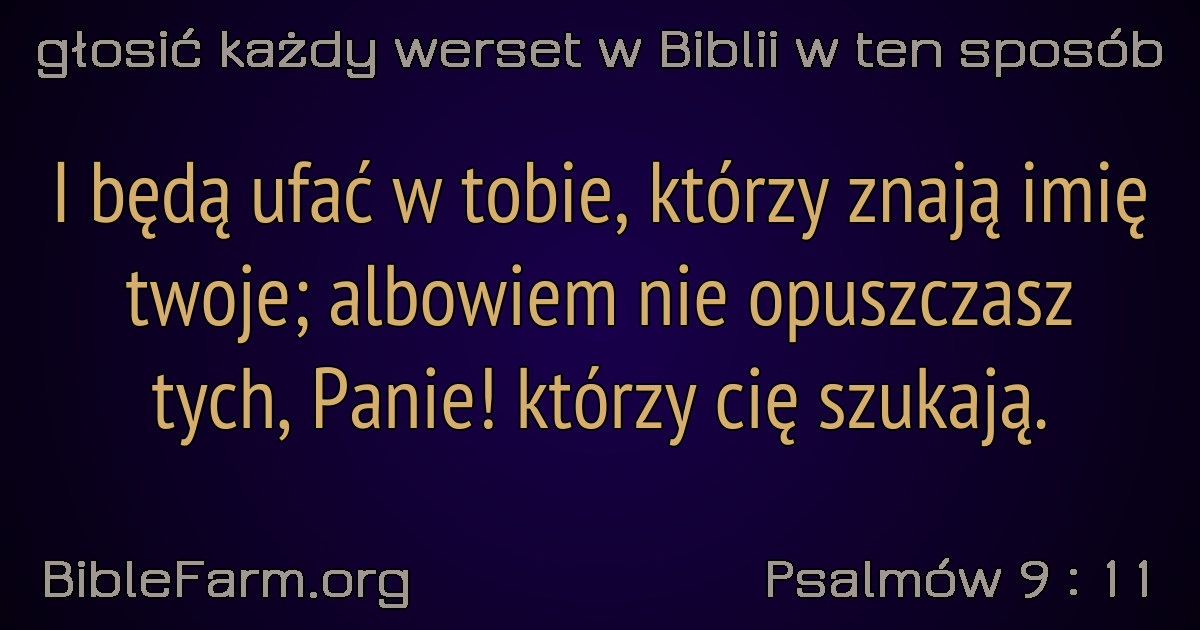 głosić każdy werset w Biblii w ten sposób
I będą ufać w tobie, którzy znają imię
twoje; albowiem nie opuszczasz
tych, Panie! którzy cię szukają.
BibleFarm.org
Psalmów 9 : 11